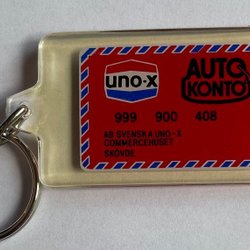 uno-x
AUTO
KONTO
999 900 408
AB SVENSKA UNO-X
COMMERCEHUSET
SKÖVDE